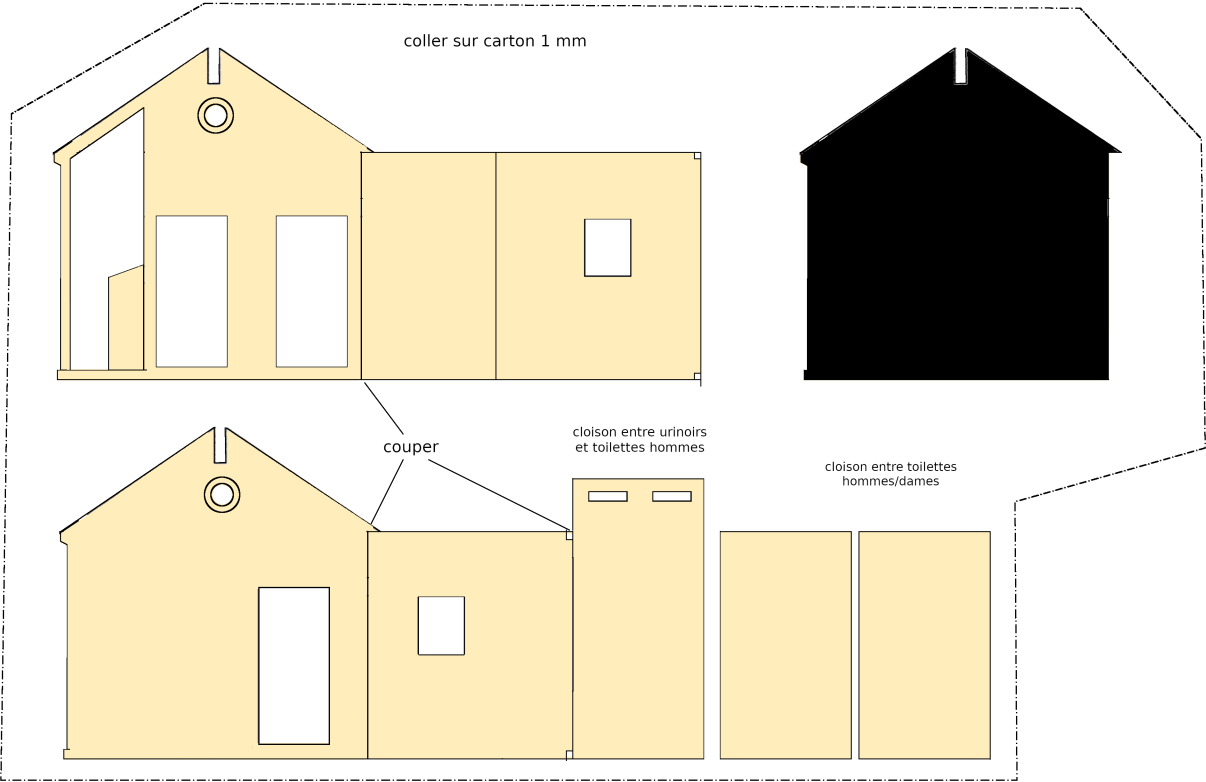 coller sur carton 1 mm
couper
cloison entre urinoirs
et toilettes hommes
cloison entre toilettes
hommes/dames